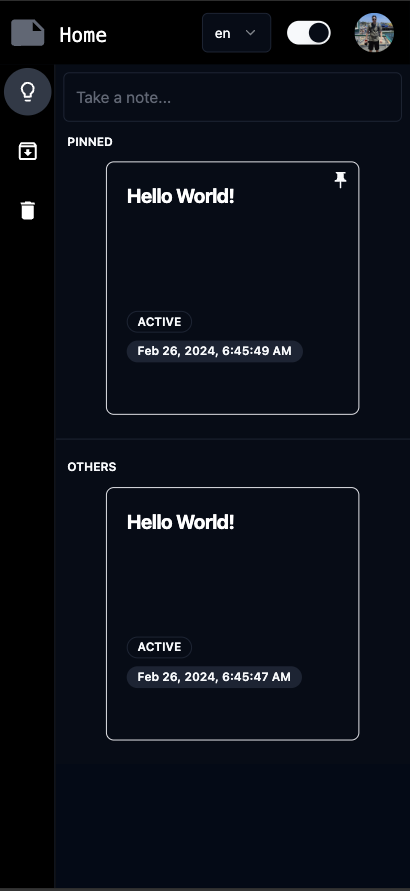 Home
en
Take a note...
PINNED
Hello World!
ACTIVE
Feb 26, 2024, 6:45:49 AM
OTHERS
Hello World!
ACTIVE
Feb 26, 2024, 6:45:47 AM